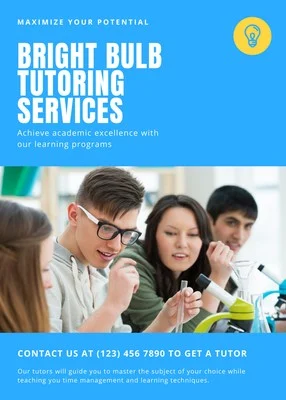 MAXIMIZE YOUR POTENTIAL
BRIGHT BULB
TUTORING
SERVICES
Achieve academic excellence with
our learning programs
CONTACT US AT (123) 456 7890 TO GET A TUTOR
Our tutors will guide you to master the subject of your choice while
teaching you time management and learning techniques.